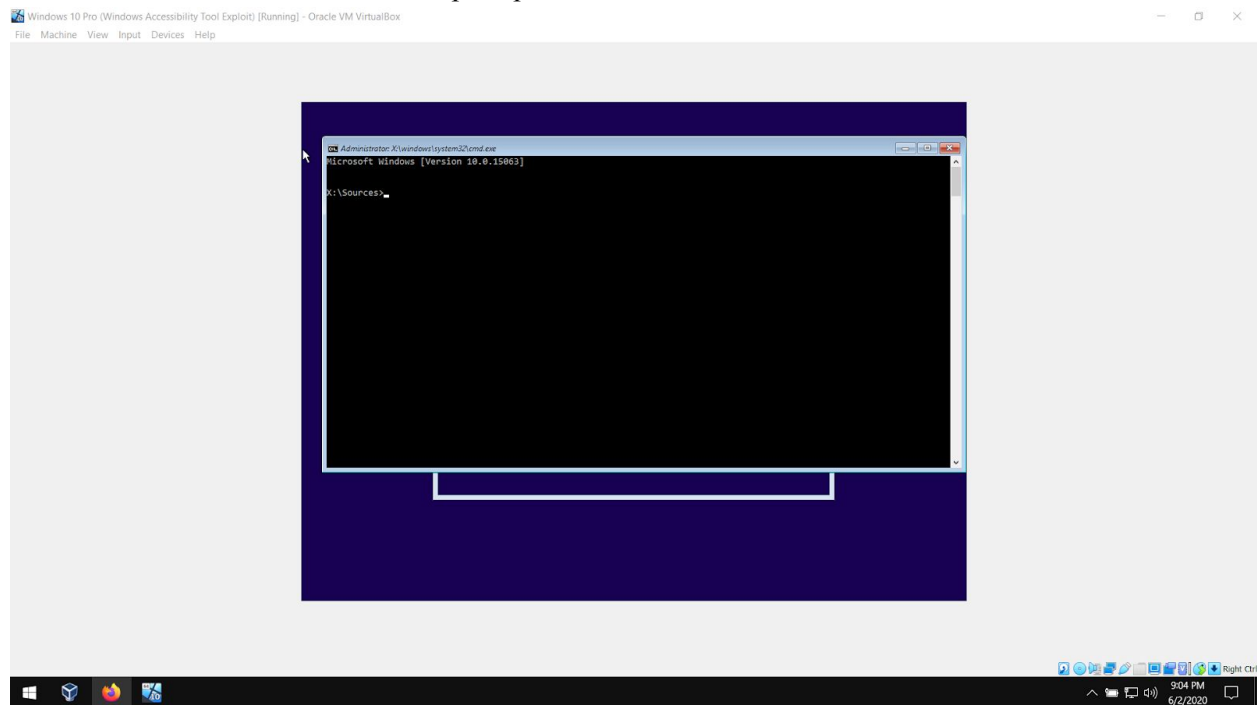 Windows 10 Pro (Windows Accessibility Tool Exploit) [Running] - Oracle VM VirtualBox
File Machine View Input Devices Help
Administrator: X:\windows\system32\cmd.exe
Microsoft Windows [Version 10.0.15063]
X:\Sources>
Right Ctrl
9:04 PM
6/2/2020